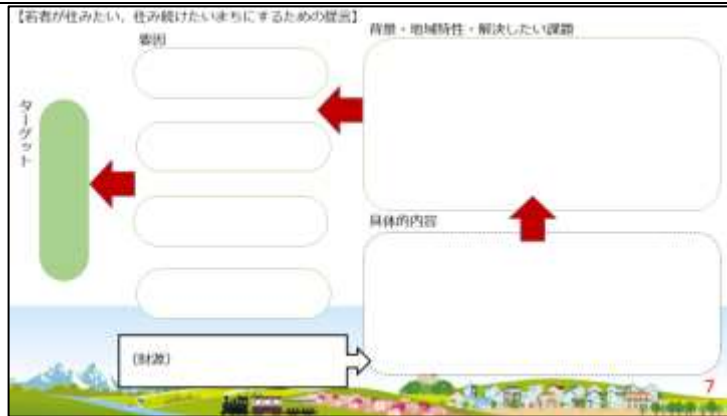 【若者が住みたい、住み続けたいまちにするための提言】
要因
背景・地域特性・解決したい課題
ターゲット
具体的内容
(財源)
7